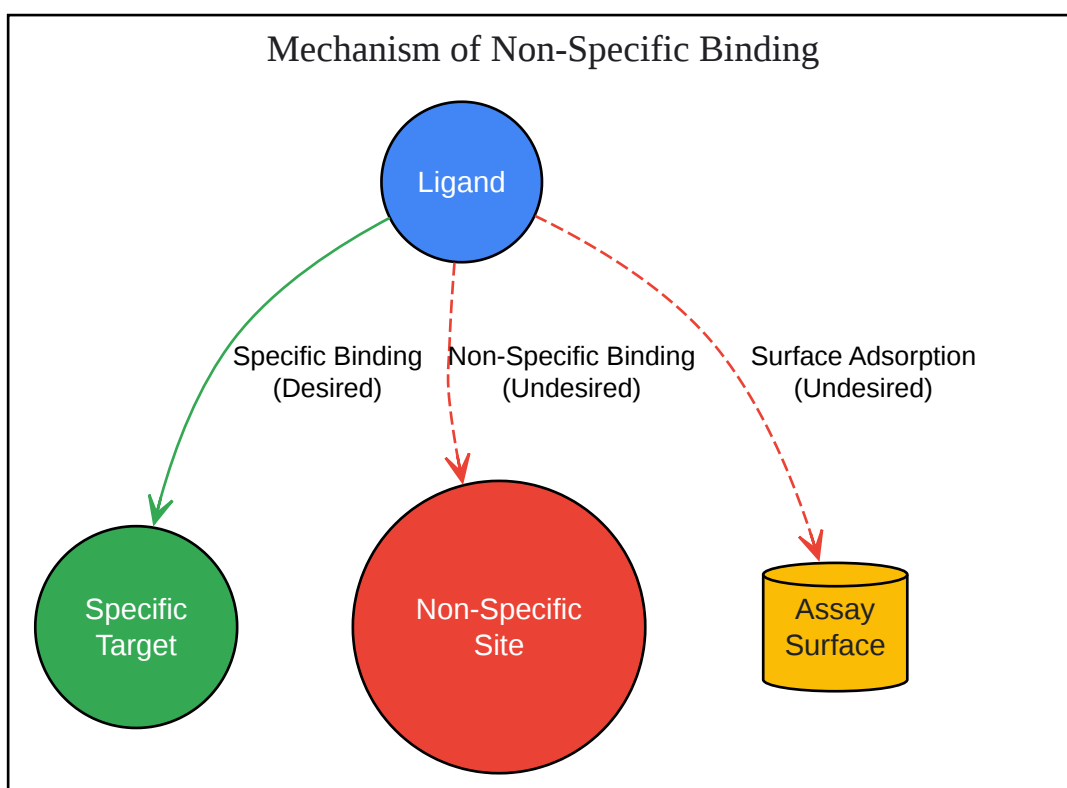 Mechanism of Non-Specific Binding
Ligand
Specific Binding
(Desired)
Non-Specific Binding
(Undesired)
Surface Adsorption
(Undesired)
Specific
Target
Non-Specific
Site
Assay
Surface